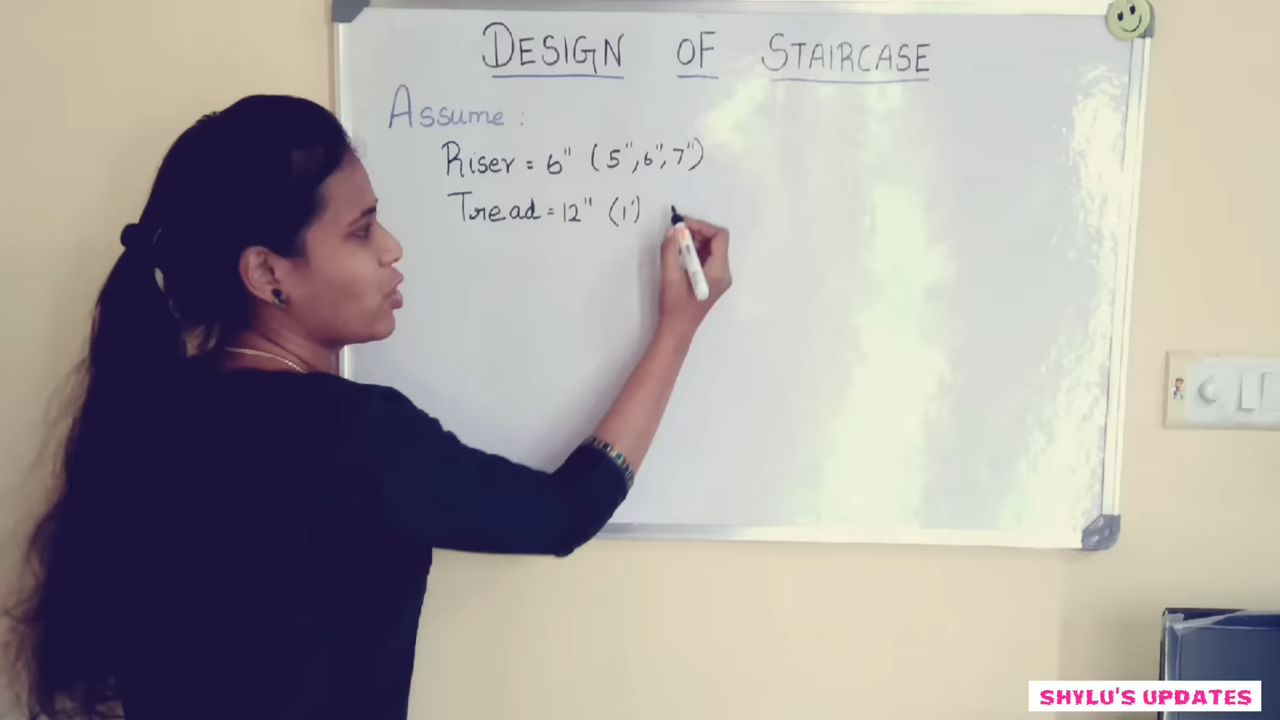 DESIGN OF STAIRCASE
Assume :
Riser = 6" (5", 6", 7")
Tread = 12" (1')
SHYLU'S UPDATES